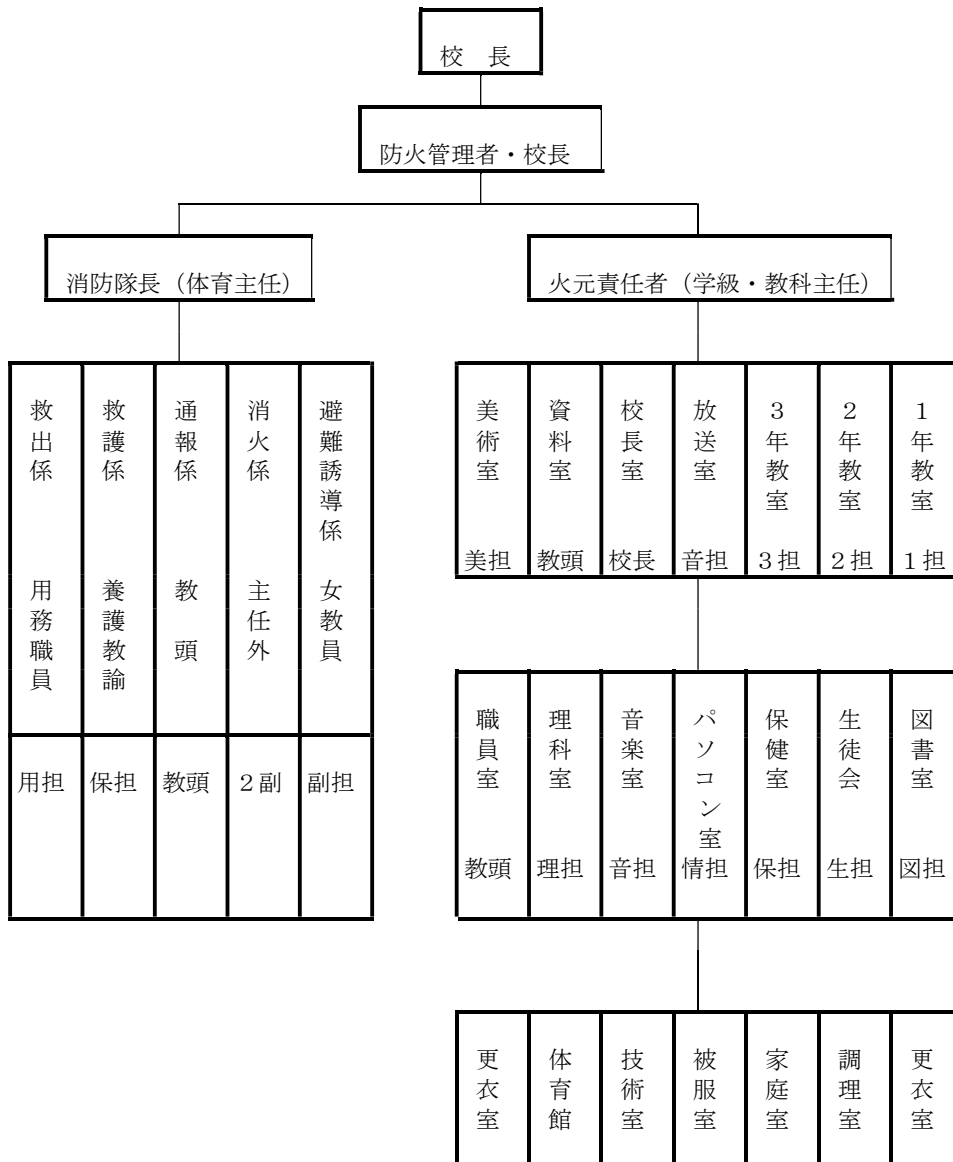 校　長
防火管理者・校長
消防隊長（体育主任）
火元責任者（学級・教科主任）
救出係　用務職員
救護係　養護教諭
通報係　教　頭
消火係　主任外
避難誘導係　女教員
用担　保担　教頭　２副　副担
美術室　資料室　校長室　放送室　３年教室　２年教室　１年教室
美担　教頭　校長　音担　３担　２担　１担
職員室　理科室　音楽室　パソコン室　保健室　生徒会　図書室
教頭　理担　音担　情担　保担　生担　図担
更衣室　体育館　技術室　被服室　家庭室　調理室　更衣室